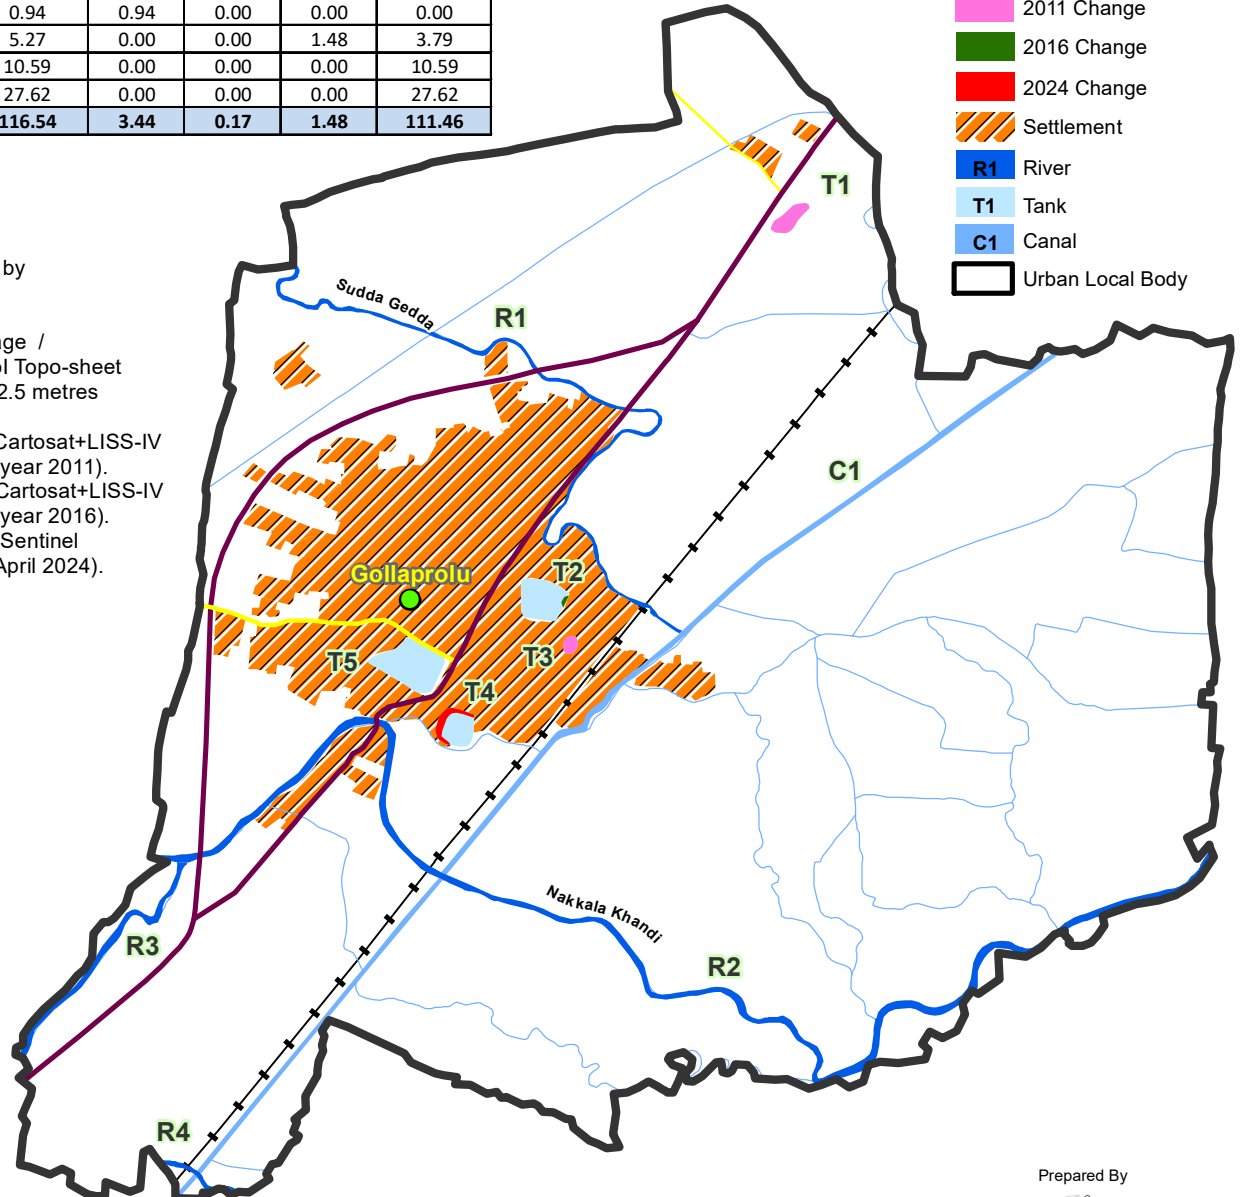 0.94 0.94 0.00 0.00 0.00
5.27 0.00 0.00 1.48 3.79
10.59 0.00 0.00 0.00 10.59
27.62 0.00 0.00 0.00 27.62
116.54 3.44 0.17 1.48 111.46
2011 Change
2016 Change
2024 Change
Settlement
R1 River
T1 Tank
C1 Canal
Urban Local Body
by
ge /
ol Topo-sheet
2.5 metres
Cartosat+LISS-IV
year 2011).
Cartosat+LISS-IV
year 2016).
Sentinel
April 2024).
T1
Sudda Gedda
R1
C1
Gollaprolu
T2
T3
T5
T4
Nakkala Khandi
R3
R2
R4
Prepared By